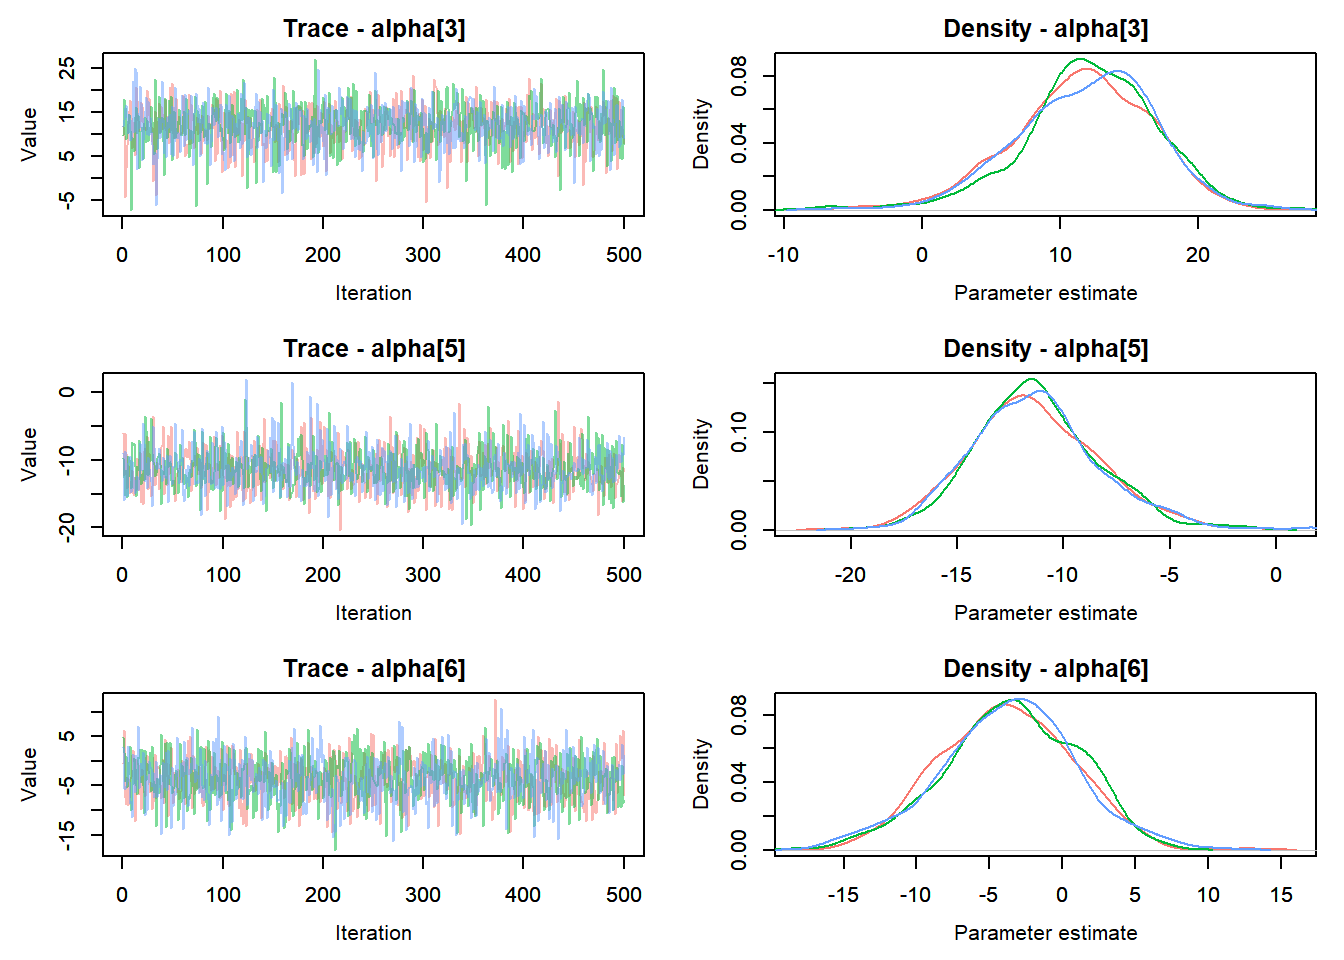 Trace - alpha[3]
Value
25
15
5
-5
0 100 200 300 400 500
Iteration
Density - alpha[3]
Density
0.08
0.04
0.00
-10 0 10 20
Parameter estimate
Trace - alpha[5]
Value
0
-10
-20
0 100 200 300 400 500
Iteration
Density - alpha[5]
Density
0.10
0.00
-20 -15 -10 -5 0
Parameter estimate
Trace - alpha[6]
Value
5
-5
-15
0 100 200 300 400 500
Iteration
Density - alpha[6]
Density
0.08
0.04
0.00
-15 -10 -5 0 5 10 15
Parameter estimate